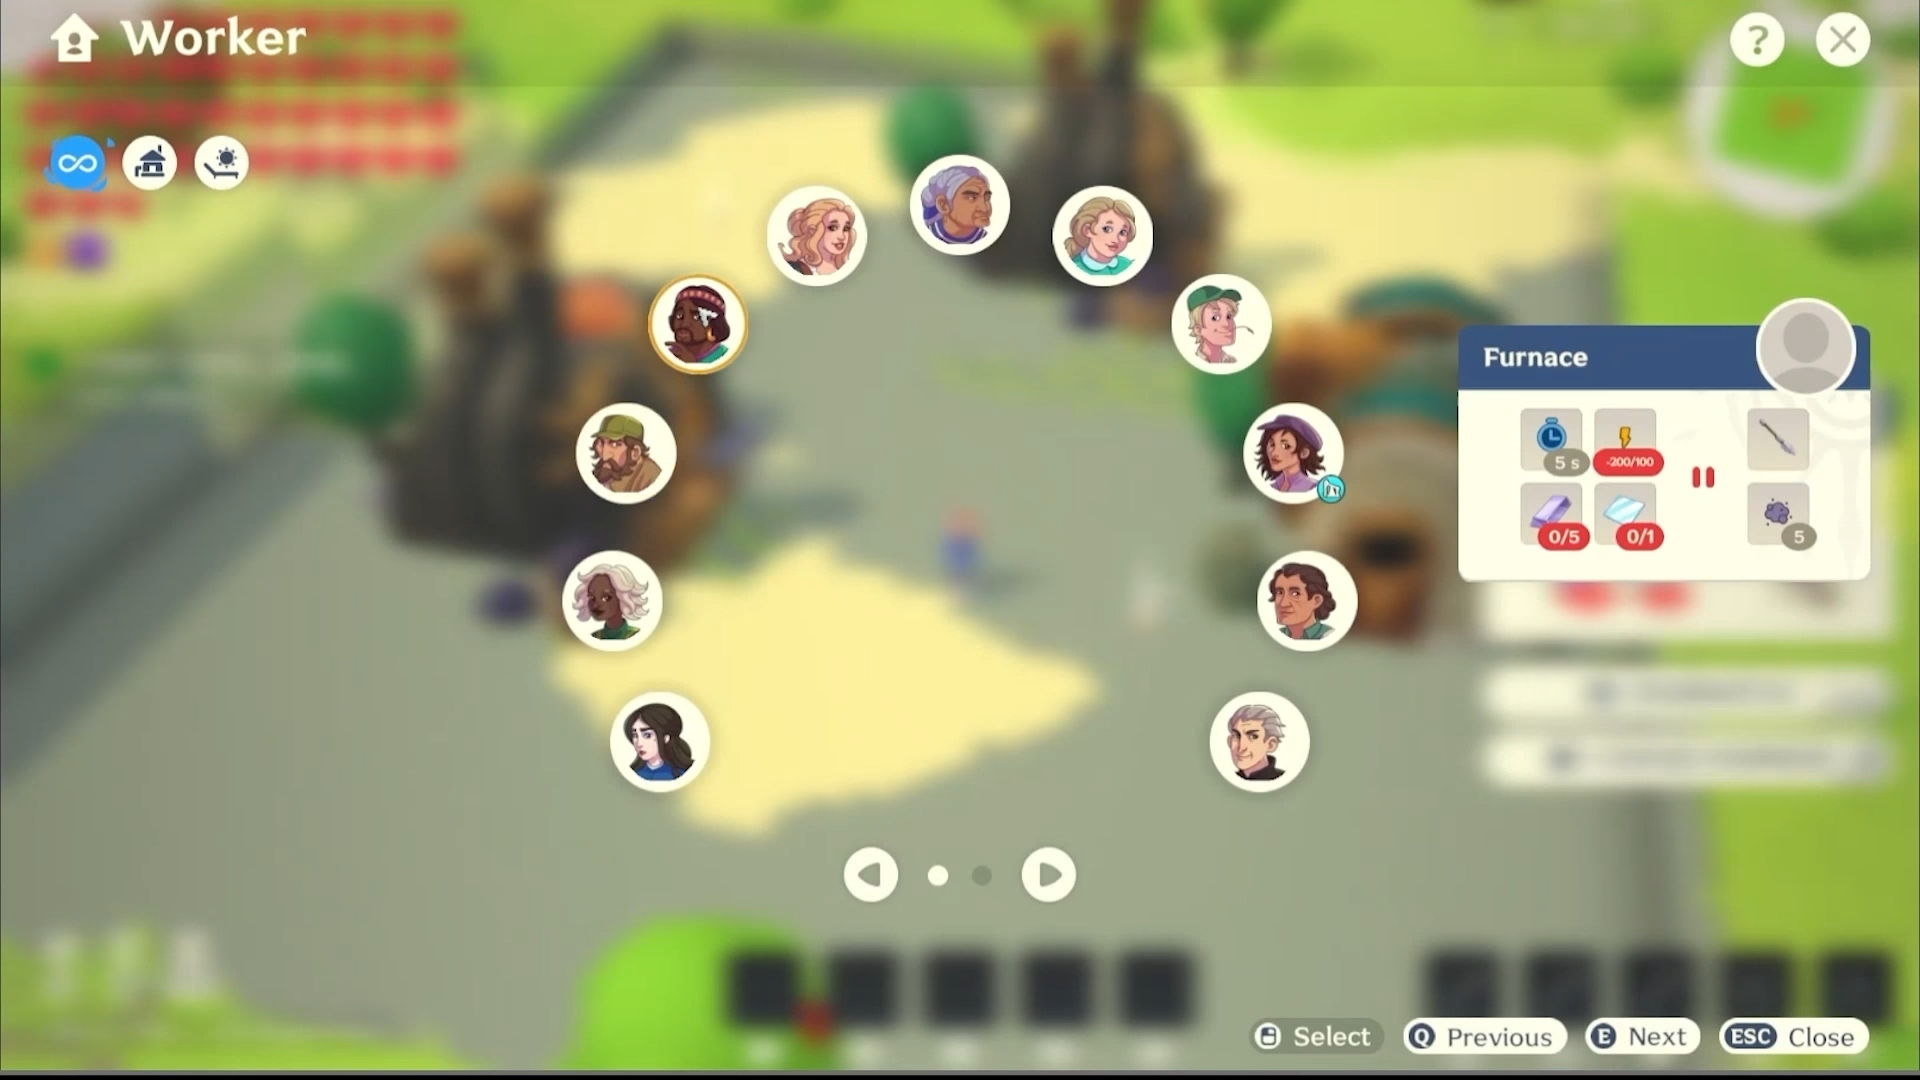 Worker
?
Furnace
5 s
-200/100
0/5
0/1
5
Select
Q Previous
E Next
ESC Close